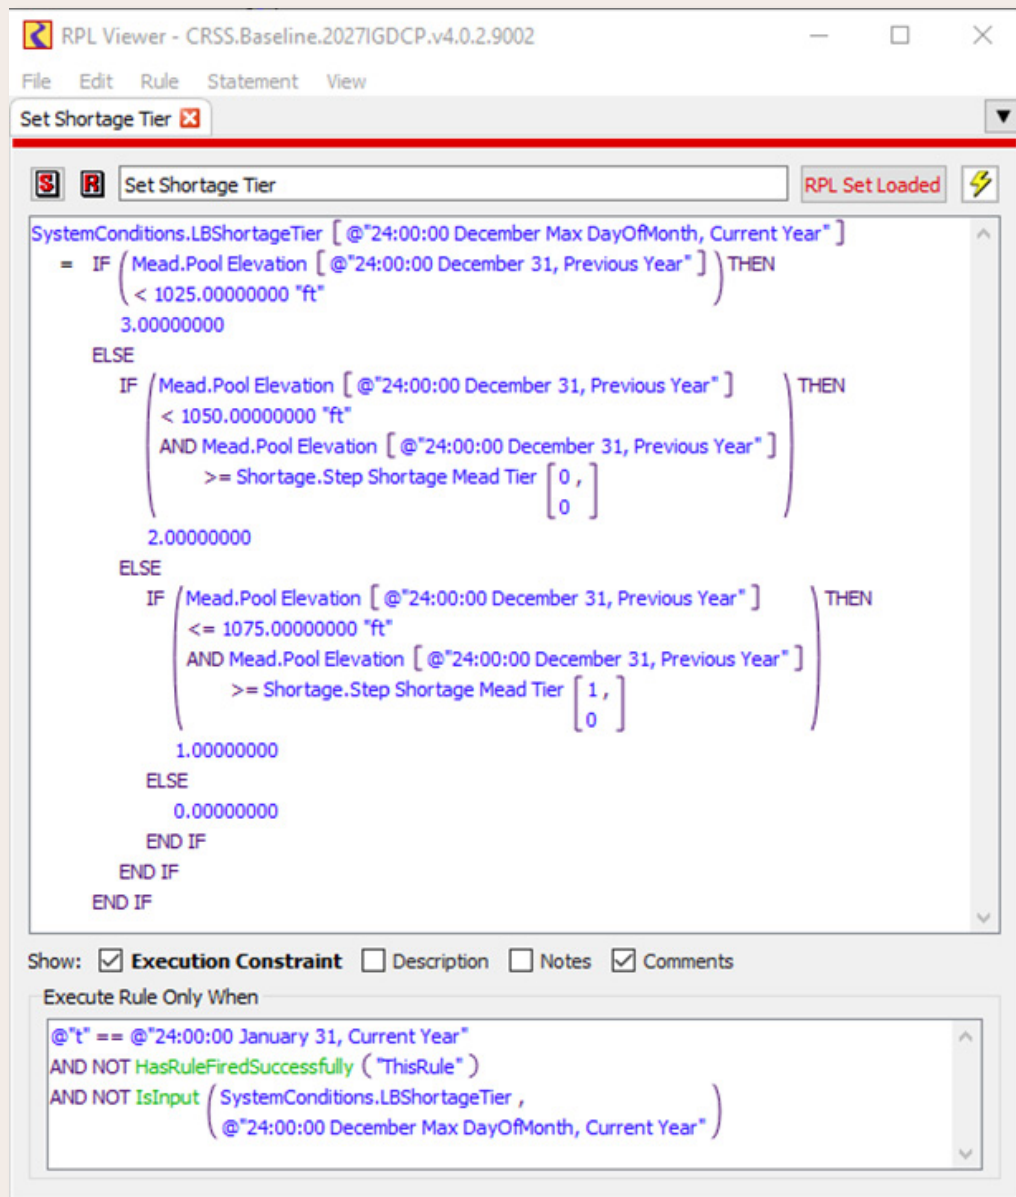 RPL Viewer - CRSS.Baseline.2027IGDCP.v4.0.2.9002
File Edit Rule Statement View
Set Shortage Tier
S R Set Shortage Tier RPL Set Loaded
SystemConditions.LBShortageTier [ @"24:00:00 December Max DayOfMonth, Current Year" ]
= IF ( Mead.Pool Elevation [ @"24:00:00 December 31, Previous Year" ] ) THEN
< 1025.00000000 "ft"
3.00000000
ELSE
IF ( Mead.Pool Elevation [ @"24:00:00 December 31, Previous Year" ] ) THEN
< 1050.00000000 "ft"
AND Mead.Pool Elevation [ @"24:00:00 December 31, Previous Year" ]
>= Shortage.Step Shortage Mead Tier [ 0 ,
0 ]
2.00000000
ELSE
IF ( Mead.Pool Elevation [ @"24:00:00 December 31, Previous Year" ] ) THEN
<= 1075.00000000 "ft"
AND Mead.Pool Elevation [ @"24:00:00 December 31, Previous Year" ]
>= Shortage.Step Shortage Mead Tier [ 1 ,
0 ]
1.00000000
ELSE
0.00000000
END IF
END IF
END IF
Show: Execution Constraint Description Notes Comments
Execute Rule Only When
@"t" == @"24:00:00 January 31, Current Year"
AND NOT HasRuleFiredSuccessfully ( "ThisRule" )
AND NOT IsInput ( SystemConditions.LBShortageTier ,
@"24:00:00 December Max DayOfMonth, Current Year" )